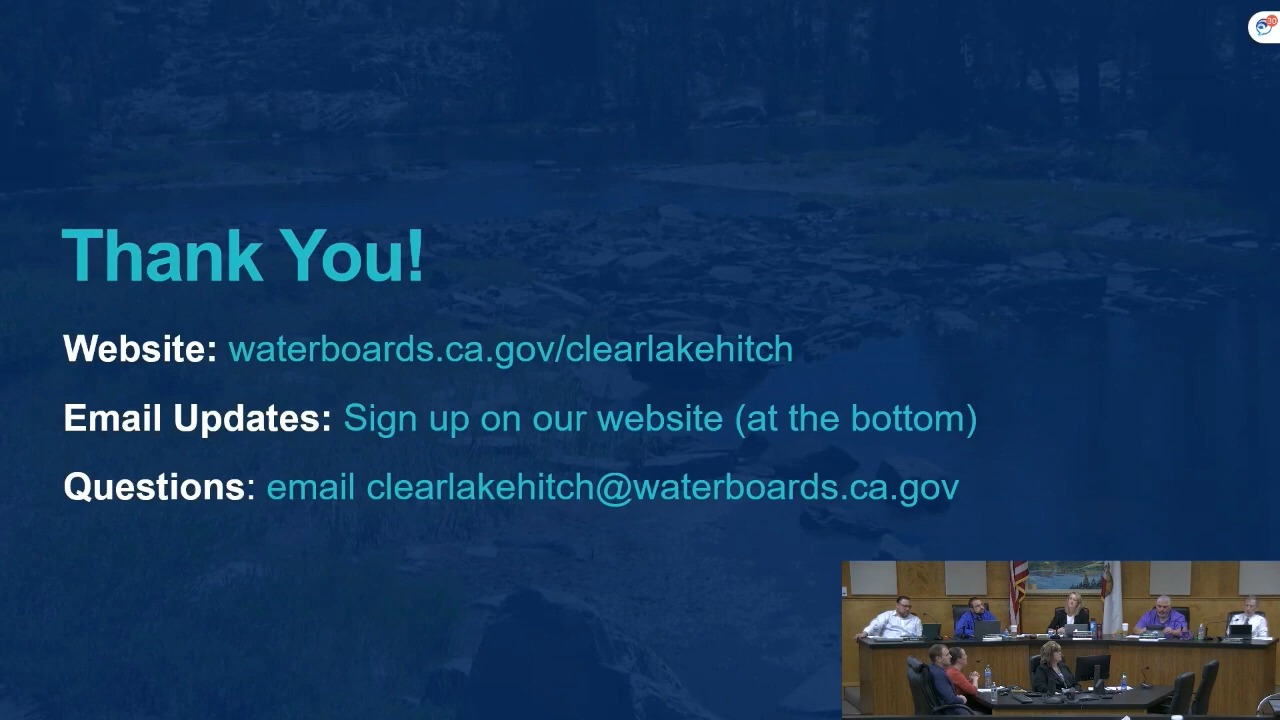 Thank You!
Website: waterboards.ca.gov/clearlakehitch
Email Updates: Sign up on our website (at the bottom)
Questions: email clearlakehitch@waterboards.ca.gov